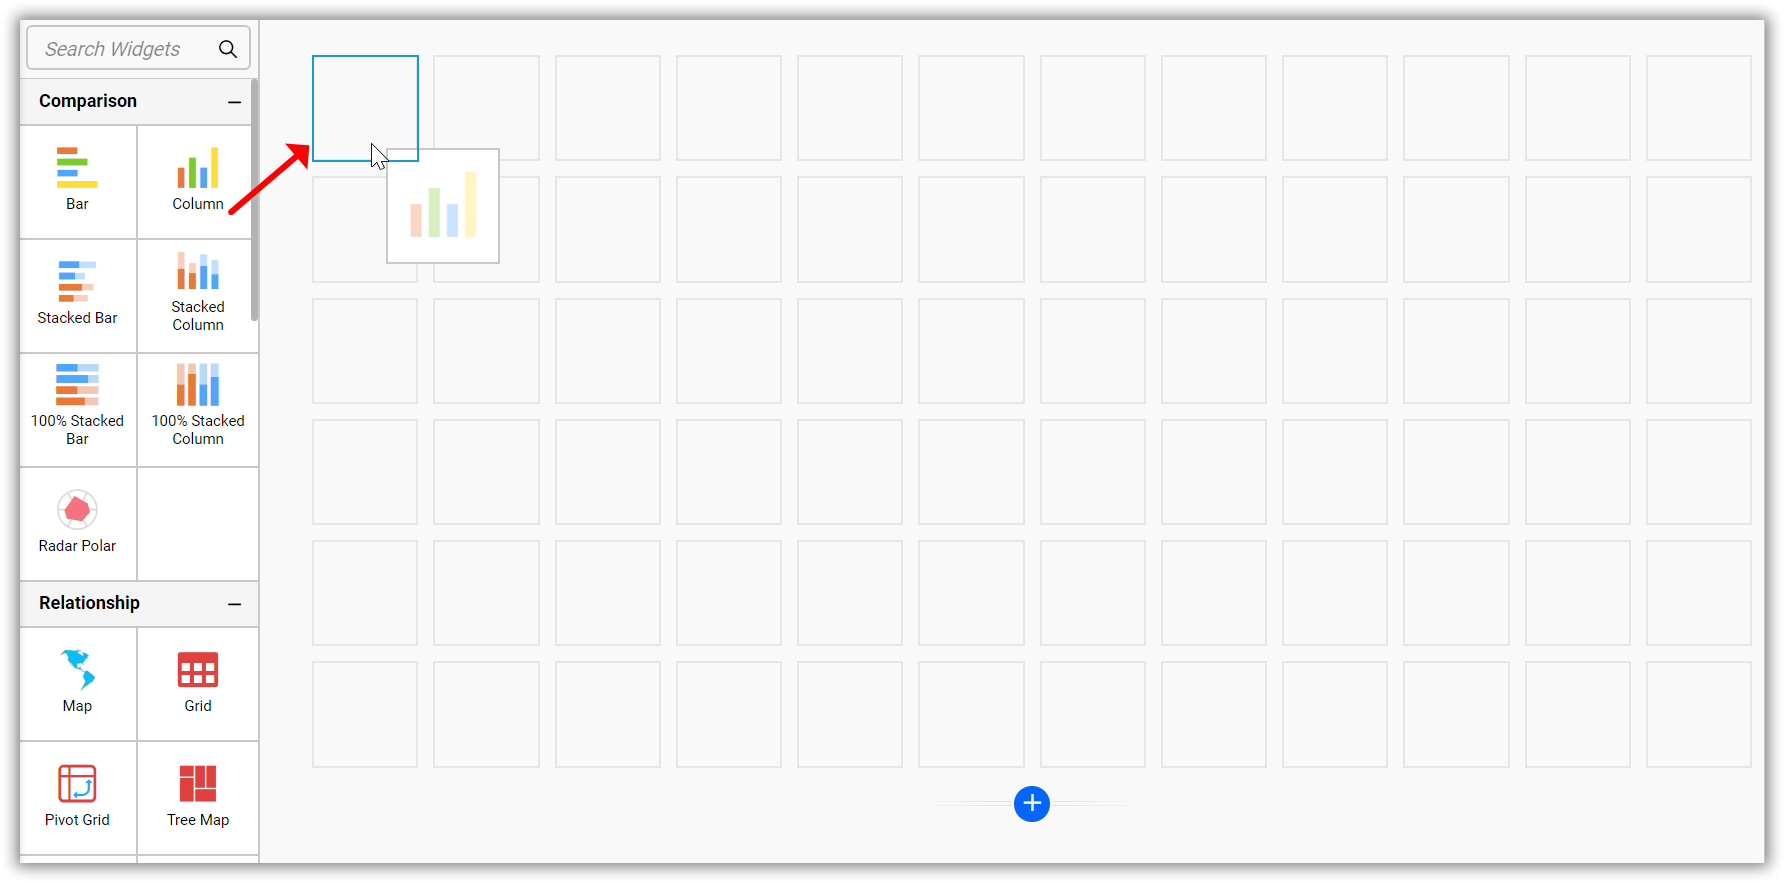 Search Widgets
Comparison
Bar
Column
Stacked Bar
Stacked
Column
100% Stacked
Bar
100% Stacked
Column
Radar Polar
Relationship
Map
Grid
Pivot Grid
Tree Map